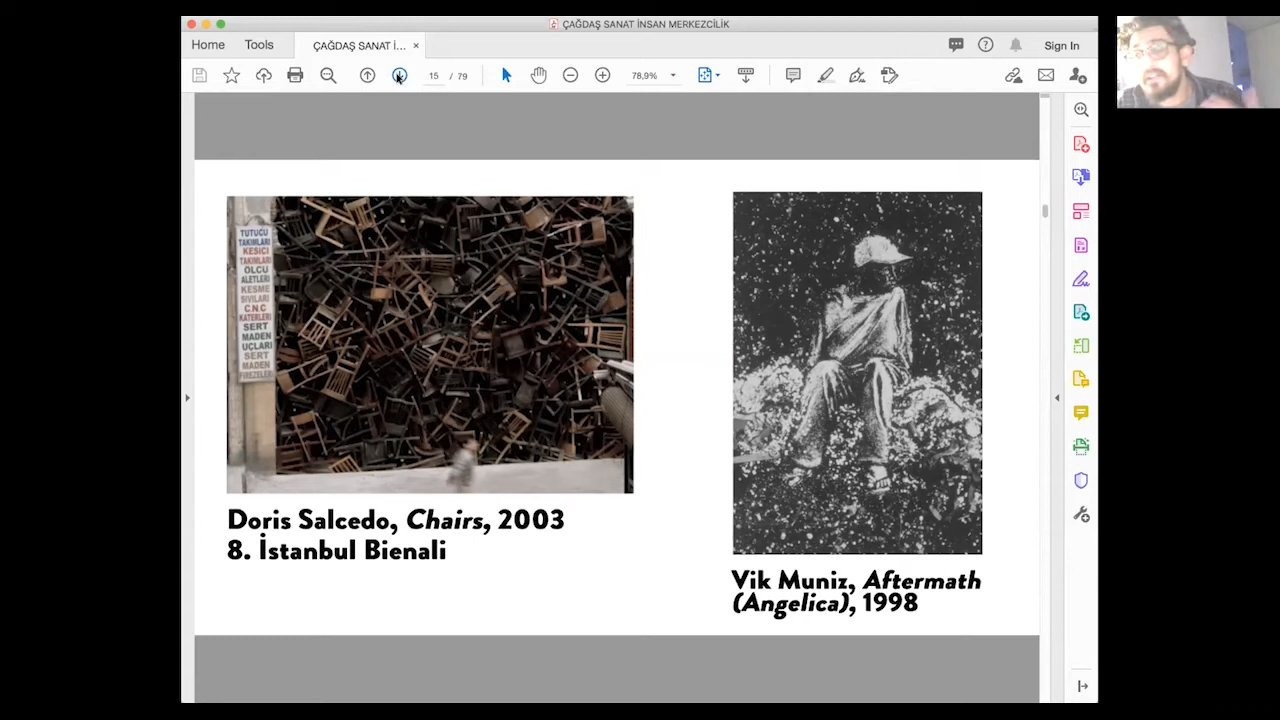 ÇAĞDAŞ SANAT İNSAN MERKEZCİLİK
Home
Tools
ÇAĞDAŞ SANAT İ... ×
Sign In
15 / 79
78,9%
TUTUCU
TAKIMLARI
KESİCİ
TAKIMLARI
ÖLÇÜ
ALETLERİ
KESME
SIVILARI
C.N.C
KATERLERİ
SERT
MADEN
UÇLARI
SERT
MADEN
FREZELERİ
Doris Salcedo, Chairs, 2003
8. İstanbul Bienali
Vik Muniz, Aftermath
(Angelica), 1998